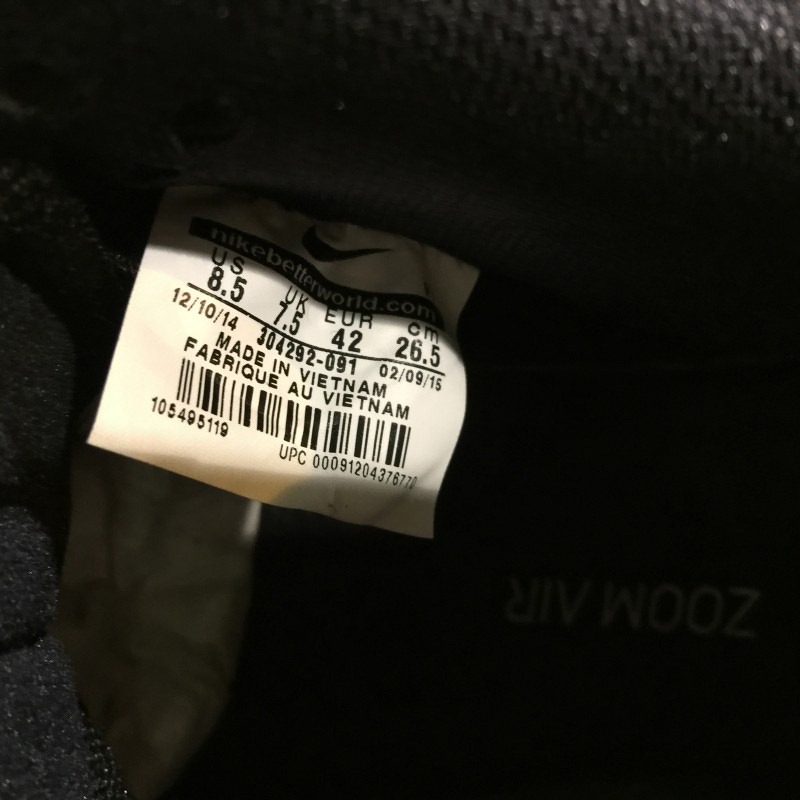 nikebetterworld.com
US UK EUR cm
8.5 7.5 42 26.5
12/10/14 304292-091 02/09/15
MADE IN VIETNAM
FABRIQUE AU VIETNAM
105495119
UPC 00091204376772
ZOOM AIR